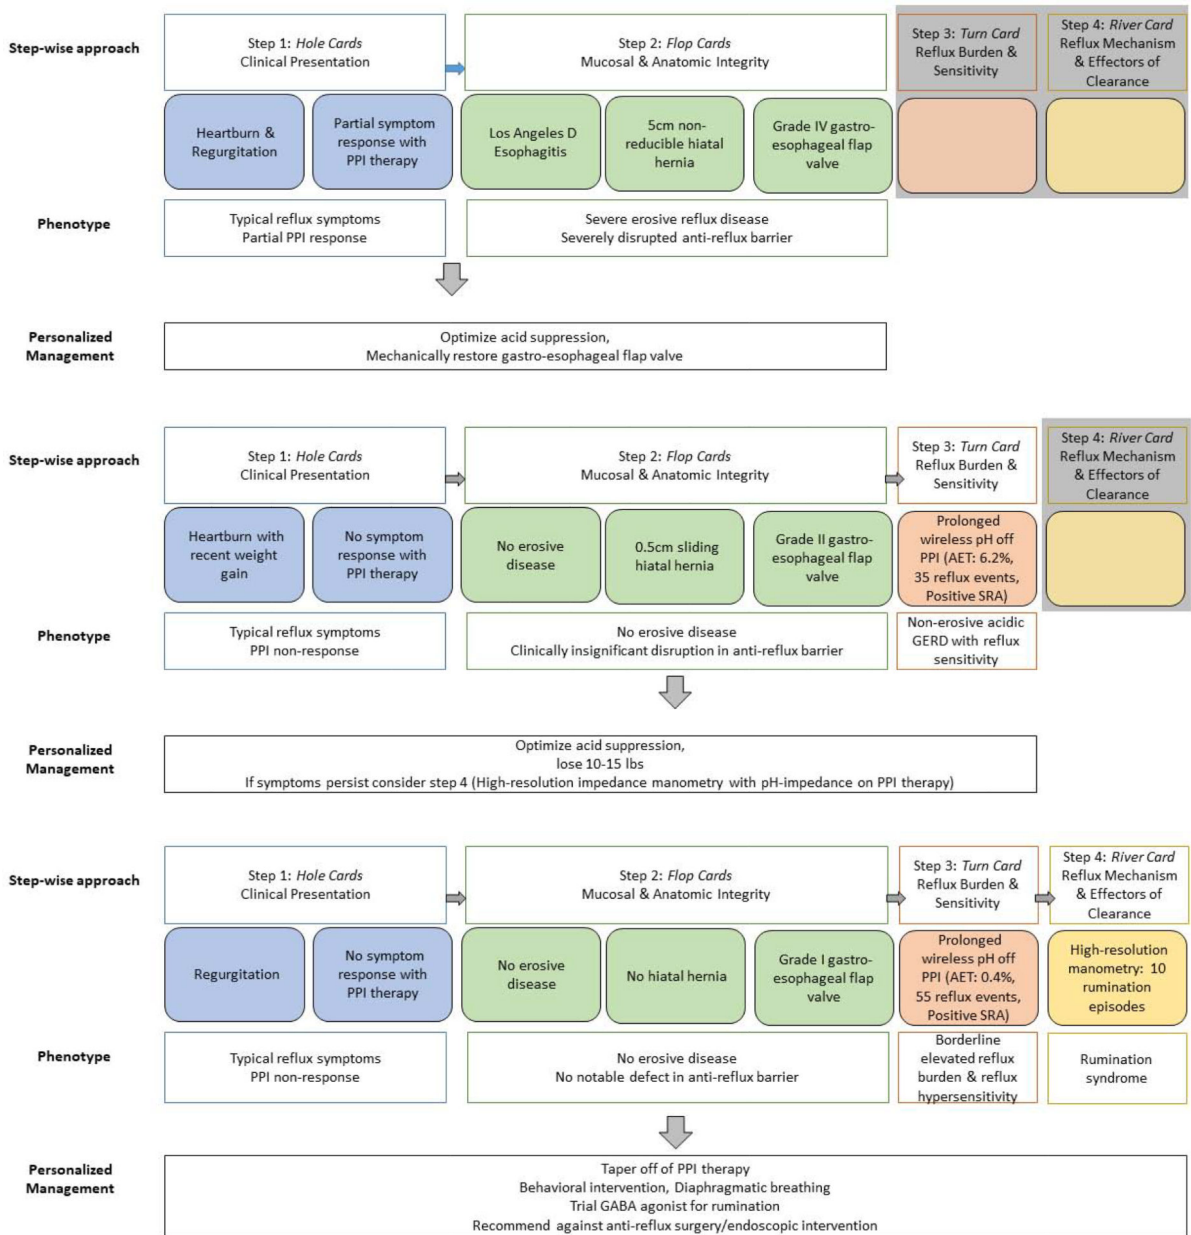 Step-wise approach
Step 1: Hole Cards
Clinical Presentation
Step 2: Flop Cards
Mucosal & Anatomic Integrity
Step 3: Turn Card
Reflux Burden &
Sensitivity
Step 4: River Card
Reflux Mechanism
& Effectors of
Clearance
Heartburn &
Regurgitation
Partial symptom
response with
PPI therapy
Los Angeles D
Esophagitis
5cm non-
reducible hiatal
hernia
Grade IV gastro-
esophageal flap
valve
Phenotype
Typical reflux symptoms
Partial PPI response
Severe erosive reflux disease
Severely disrupted anti-reflux barrier
Personalized
Management
Optimize acid suppression,
Mechanically restore gastro-esophageal flap valve
Step-wise approach
Step 1: Hole Cards
Clinical Presentation
Step 2: Flop Cards
Mucosal & Anatomic Integrity
Step 3: Turn Card
Reflux Burden &
Sensitivity
Step 4: River Card
Reflux Mechanism
& Effectors of
Clearance
Heartburn with
recent weight
gain
No symptom
response with
PPI therapy
No erosive
disease
0.5cm sliding
hiatal hernia
Grade II gastro-
esophageal flap
valve
Prolonged
wireless pH off
PPI (AET: 6.2%,
35 reflux events,
Positive SRA)
Phenotype
Typical reflux symptoms
PPI non-response
No erosive disease
Clinically insignificant disruption in anti-reflux barrier
Non-erosive acidic
GERD with reflux
sensitivity
Personalized
Management
Optimize acid suppression,
lose 10-15 lbs
If symptoms persist consider step 4 (High-resolution impedance manometry with pH-impedance on PPI therapy)
Step-wise approach
Step 1: Hole Cards
Clinical Presentation
Step 2: Flop Cards
Mucosal & Anatomic Integrity
Step 3: Turn Card
Reflux Burden &
Sensitivity
Step 4: River Card
Reflux Mechanism
& Effectors of
Clearance
Regurgitation
No symptom
response with
PPI therapy
No erosive
disease
No hiatal hernia
Grade I gastro-
esophageal flap
valve
Prolonged
wireless pH off
PPI (AET: 0.4%,
55 reflux events,
Positive SRA)
High-resolution
manometry: 10
rumination
episodes
Phenotype
Typical reflux symptoms
PPI non-response
No erosive disease
No notable defect in anti-reflux barrier
Borderline
elevated reflux
burden & reflux
hypersensitivity
Rumination
syndrome
Personalized
Management
Taper off of PPI therapy
Behavioral intervention, Diaphragmatic breathing
Trial GABA agonist for rumination
Recommend against anti-reflux surgery/endoscopic intervention